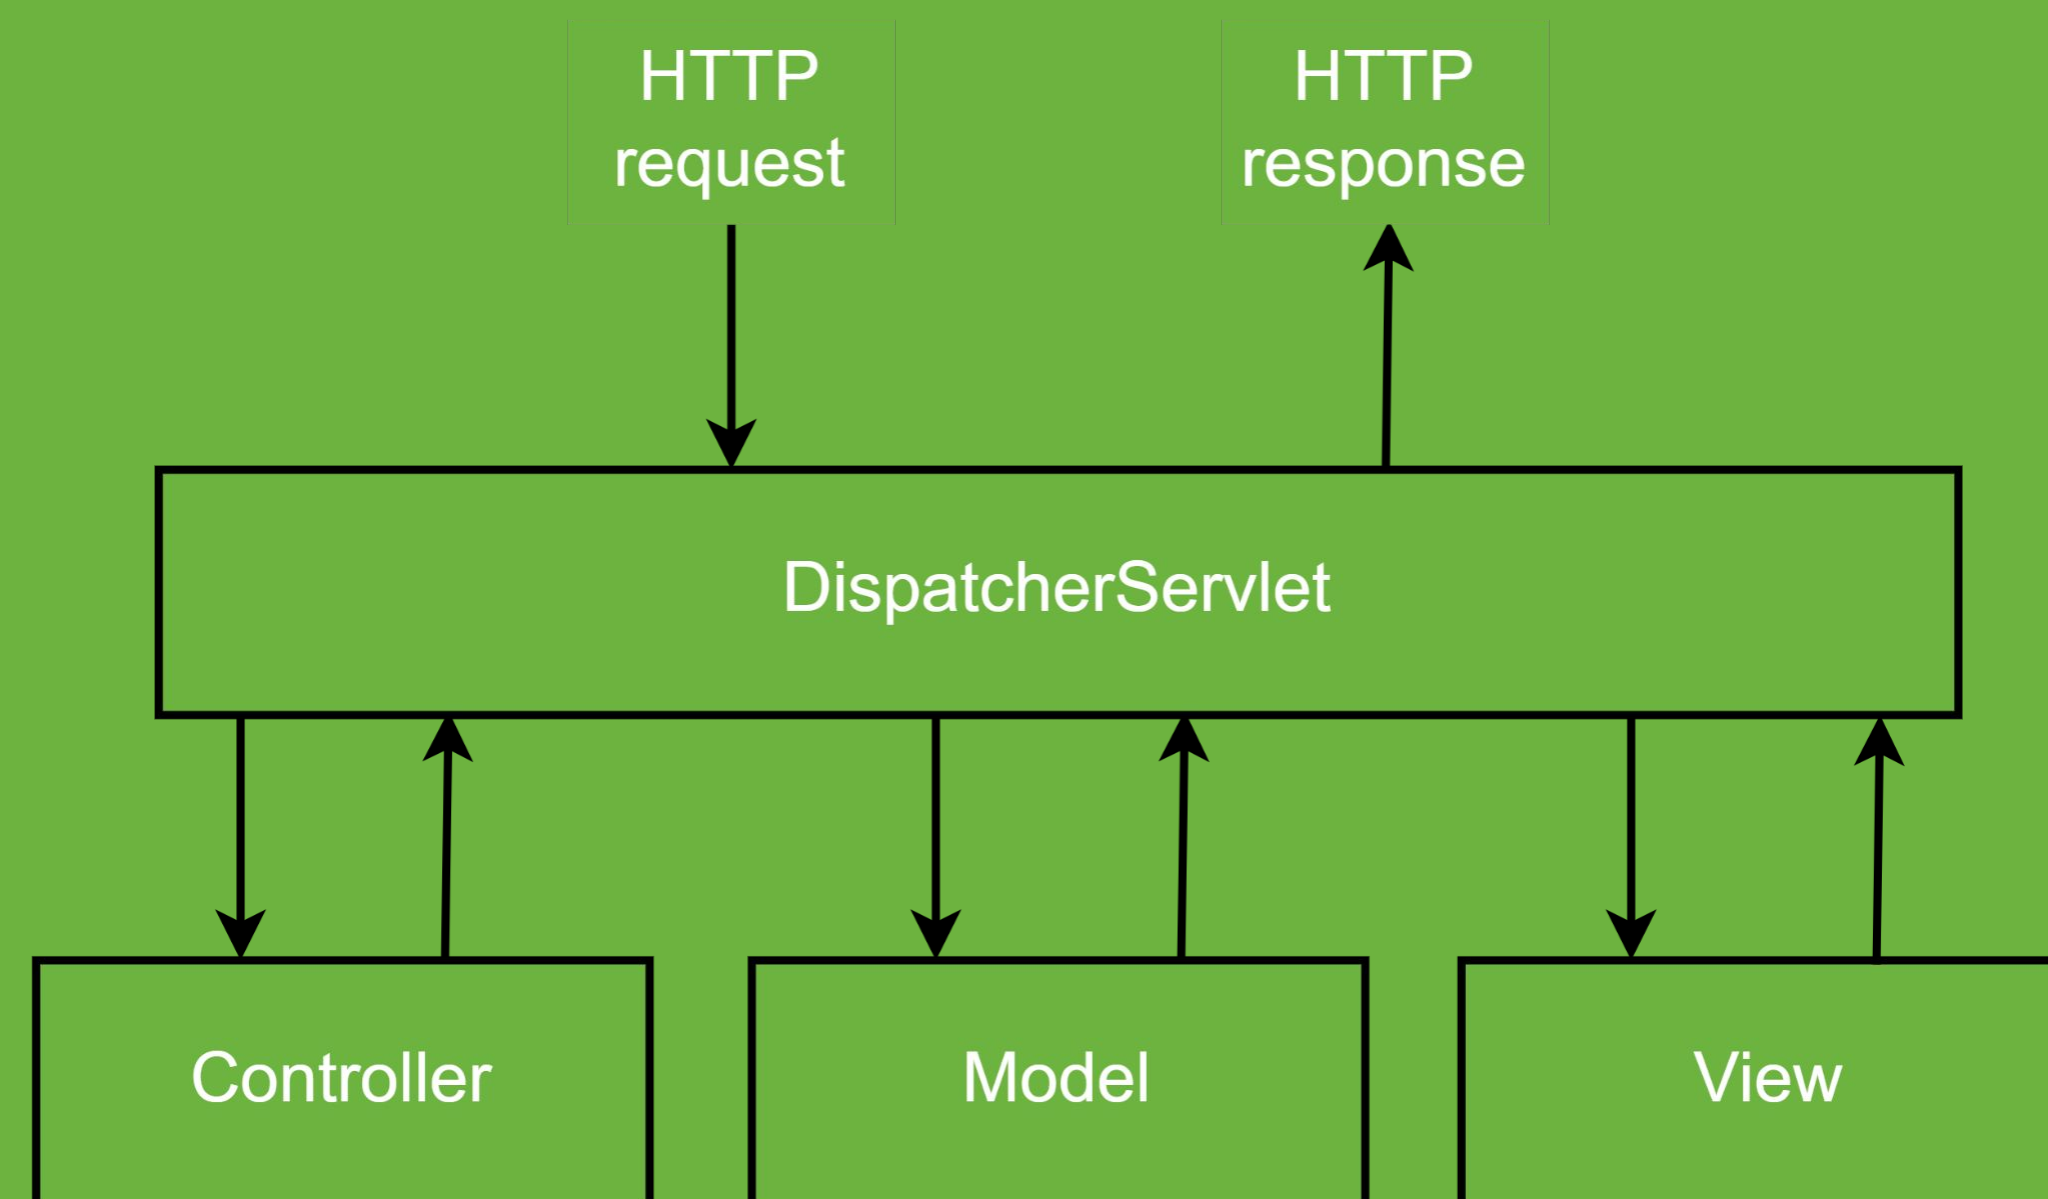 HTTP
request
HTTP
response
DispatcherServlet
Controller
Model
View